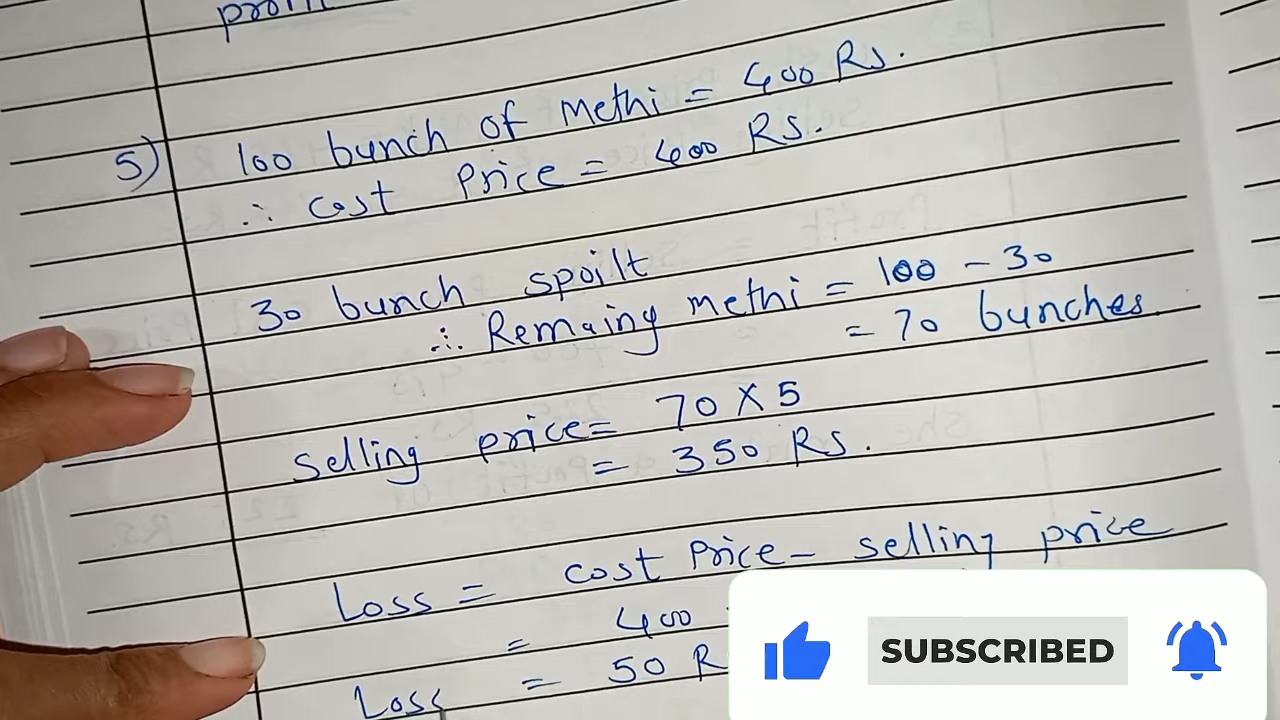 5) 100 bunch of Methi = 400 Rs.
∴ cost Price = 400 Rs.
30 bunch spoilt
∴ Remaing methi = 100 - 30
= 70 bunches.
Selling price = 70 X 5
= 350 Rs.
Loss = cost Price - selling price
= 400
= 50 R
Loss
SUBSCRIBED